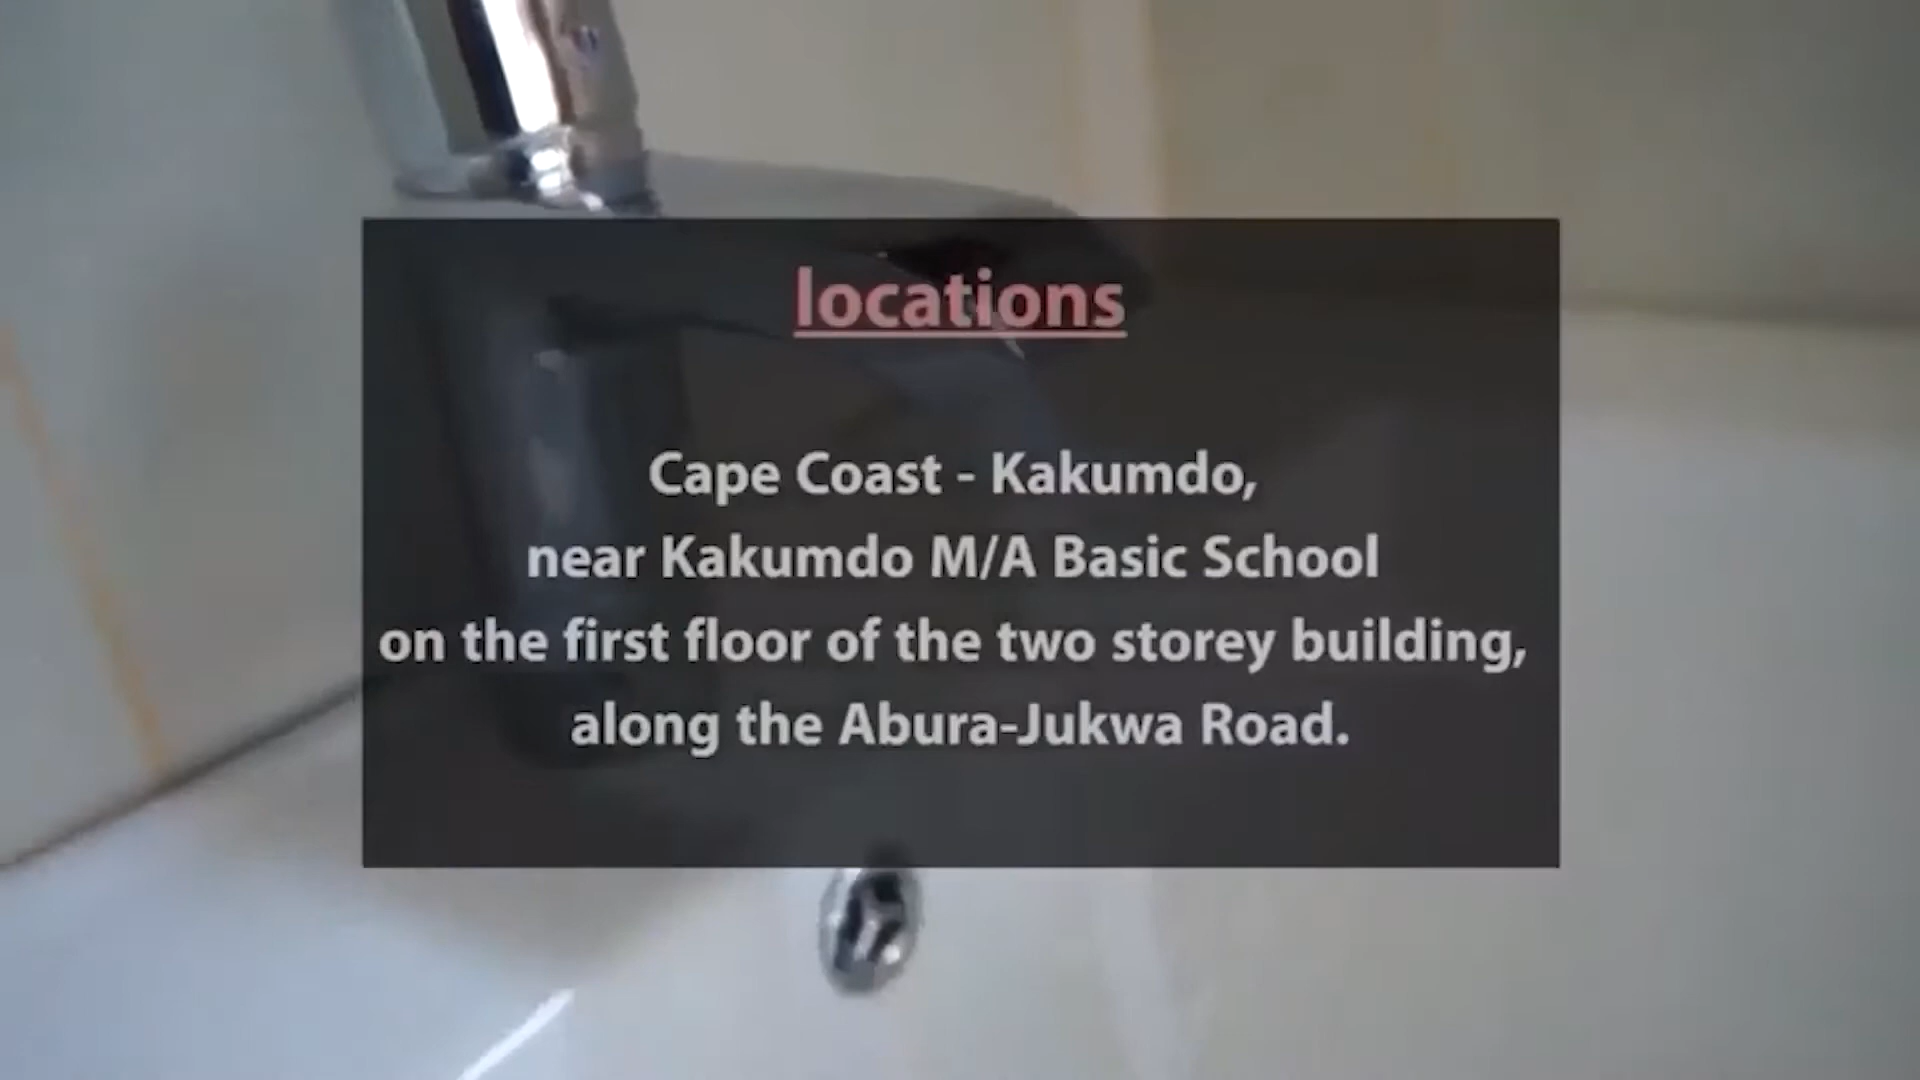 locations
Cape Coast - Kakumdo,
near Kakumdo M/A Basic School
on the first floor of the two storey building,
along the Abura-Jukwa Road.